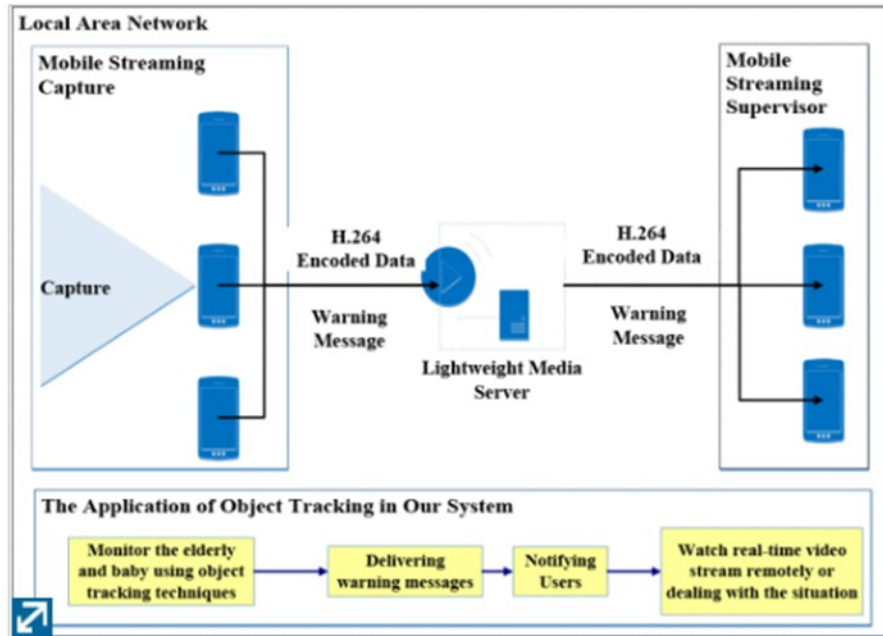 Local Area Network
Mobile Streaming
Capture
Mobile
Streaming
Supervisor
Capture
H.264
Encoded Data
Warning
Message
Lightweight Media
Server
H.264
Encoded Data
Warning
Message
The Application of Object Tracking in Our System
Monitor the elderly
and baby using object
tracking techniques
Delivering
warning messages
Notifying
Users
Watch real-time video
stream remotely or
dealing with the situation